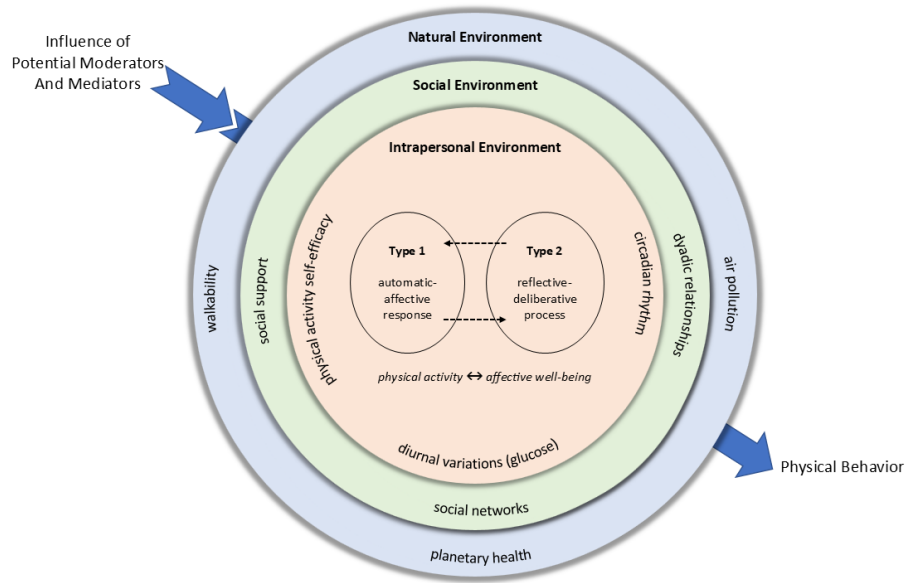 Influence of
Potential Moderators
And Mediators
Natural Environment
Social Environment
Intrapersonal Environment
Type 1
automatic-
affective
response
Type 2
reflective-
deliberative
process
physical activity ↔ affective well-being
walkability
social support
physical activity self-efficacy
circadian rhythm
dyadic relationships
air pollution
diurnal variations (glucose)
social networks
planetary health
Physical Behavior